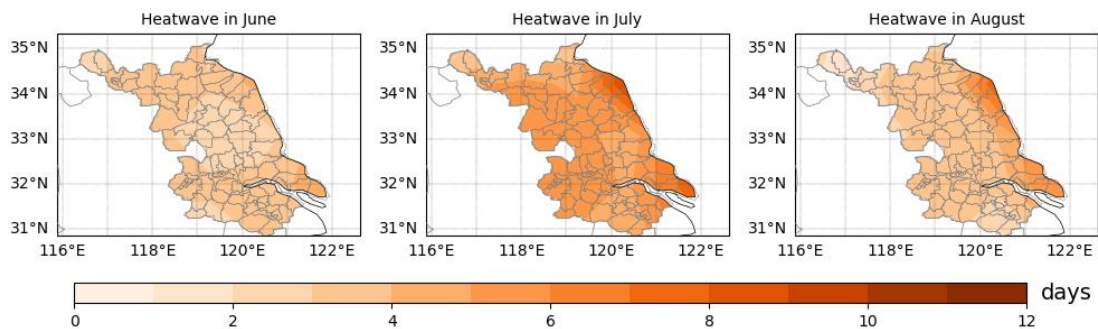 Heatwave in June
Heatwave in July
Heatwave in August
35°N
34°N
33°N
32°N
31°N
116°E 118°E 120°E 122°E
35°N
34°N
33°N
32°N
31°N
116°E 118°E 120°E 122°E
35°N
34°N
33°N
32°N
31°N
116°E 118°E 120°E 122°E
0 2 4 6 8 10 12 days